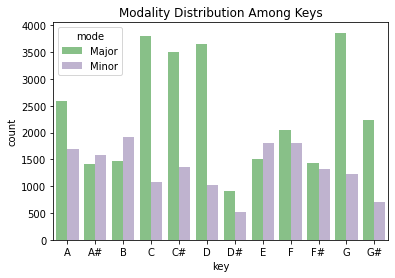 Modality Distribution Among Keys
mode
Major
Minor
count
4000
3500
3000
2500
2000
1500
1000
500
0
A A# B C C# D D# E F F# G G#
key